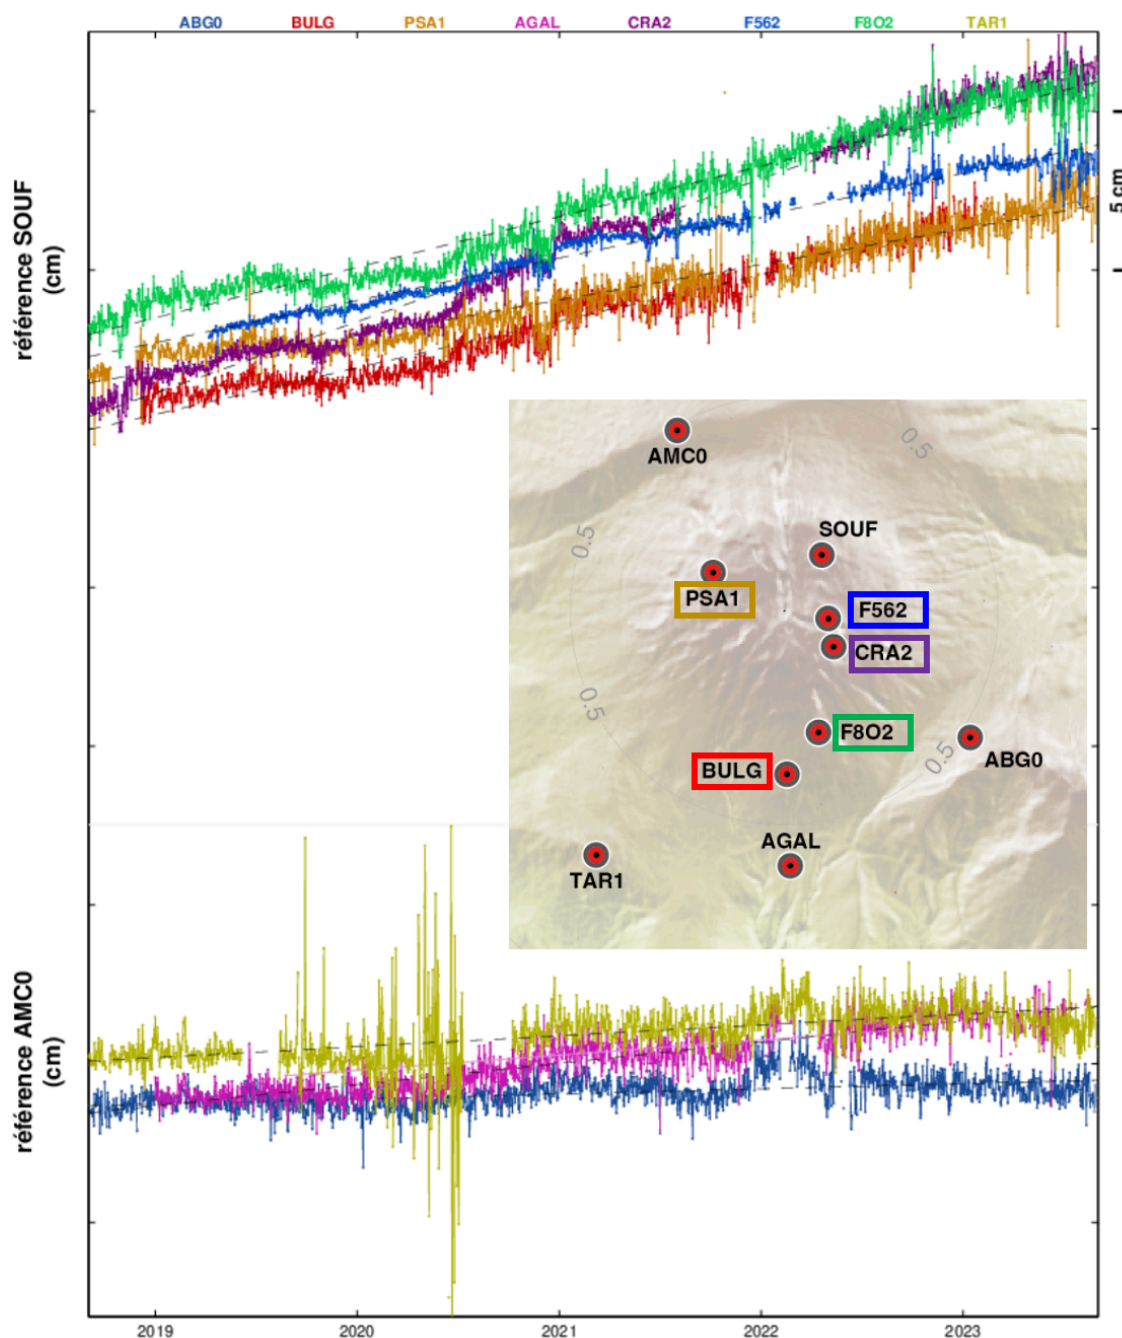 ABG0 BULG PSA1 AGAL CRA2 F562 F8O2 TAR1
référence SOUF
(cm)
5 cm
AMC0
0.5
SOUF
0.5
PSA1
F562
CRA2
0.5
F8O2
0.5
ABG0
BULG
AGAL
TAR1
référence AMC0
(cm)
2019 2020 2021 2022 2023